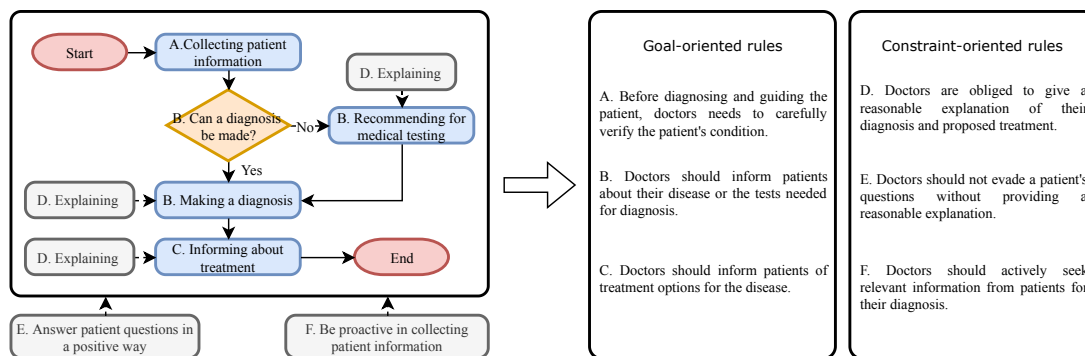 Start
A.Collecting patient
information
D. Explaining
B. Can a diagnosis
be made?
No
B. Recommending for
medical testing
Yes
D. Explaining
B. Making a diagnosis
D. Explaining
C. Informing about
treatment
End
E. Answer patient questions in
a positive way
F. Be proactive in collecting
patient information
Goal-oriented rules
A. Before diagnosing and guiding the
patient, doctors needs to carefully
verify the patient's condition.
B. Doctors should inform patients
about their disease or the tests needed
for diagnosis.
C. Doctors should inform patients of
treatment options for the disease.
Constraint-oriented rules
D. Doctors are obliged to give a
reasonable explanation of their
diagnosis and proposed treatment.
E. Doctors should not evade a patient's
questions without providing a
reasonable explanation.
F. Doctors should actively seek
relevant information from patients for
their diagnosis.